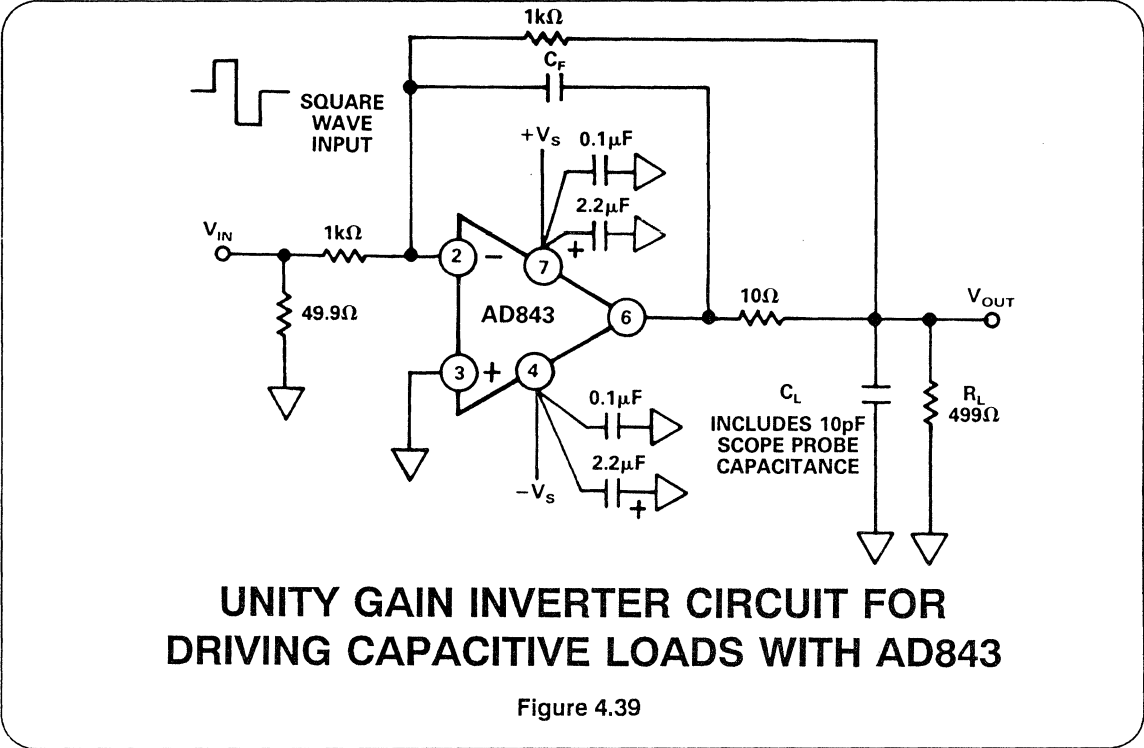 1kΩ
C_F
SQUARE
WAVE
INPUT
+V_S
0.1µF
2.2µF
+
V_IN
1kΩ
2
−
7
49.9Ω
AD843
6
10Ω
V_OUT
3
+
4
0.1µF
2.2µF
+
−V_S
C_L
INCLUDES 10pF
SCOPE PROBE
CAPACITANCE
R_L
499Ω
UNITY GAIN INVERTER CIRCUIT FOR
DRIVING CAPACITIVE LOADS WITH AD843
Figure 4.39